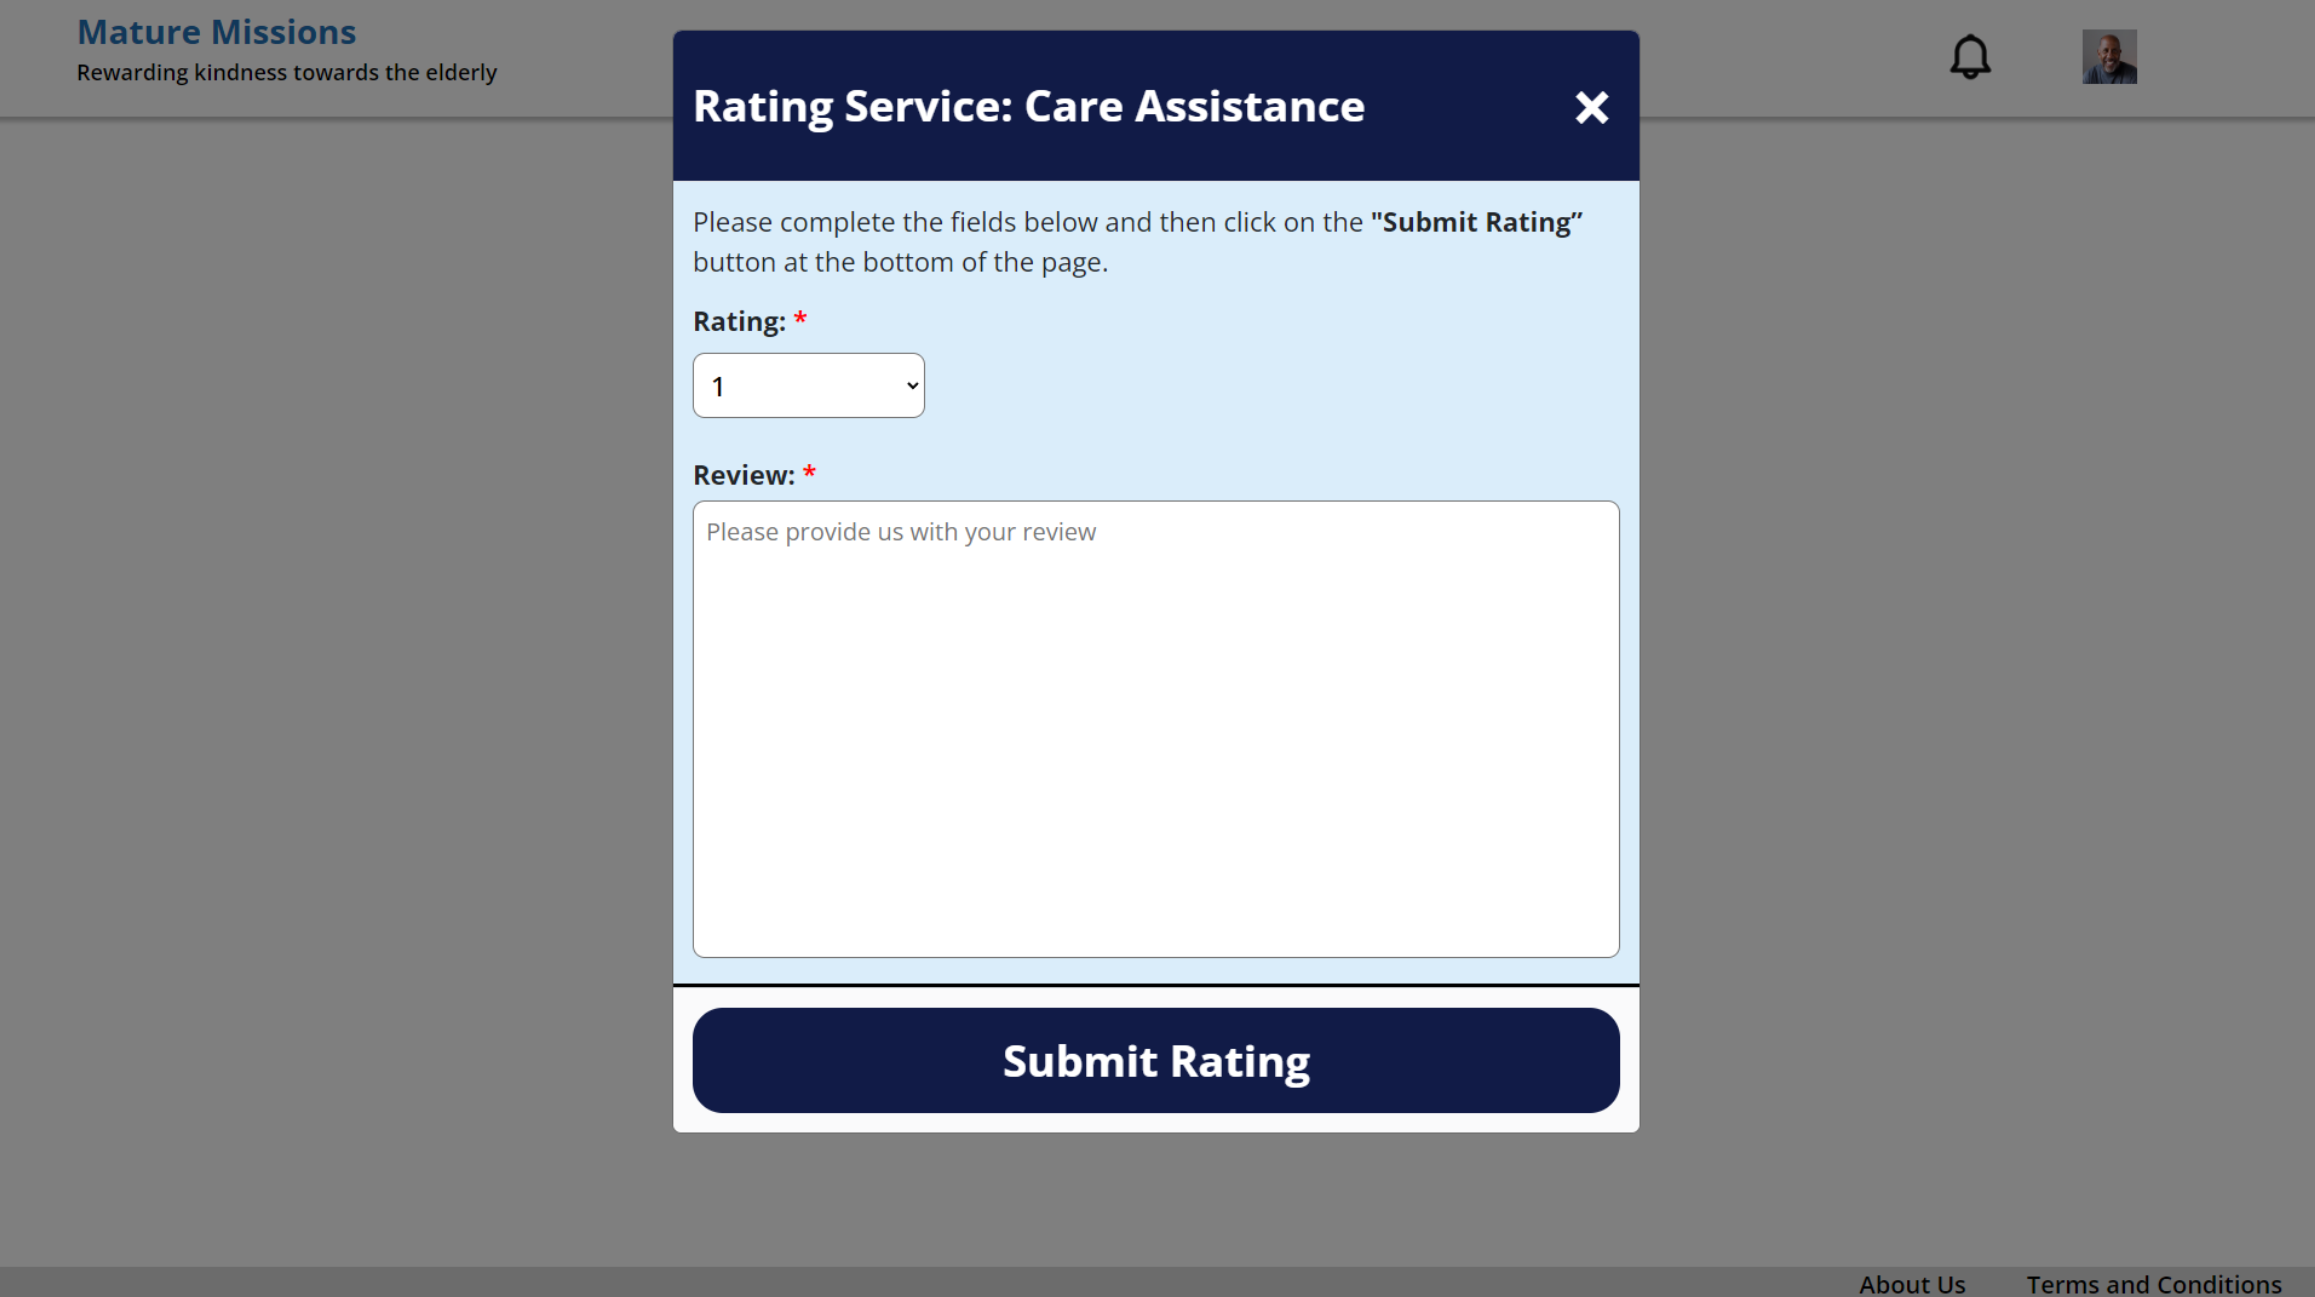 Mature Missions
Rewarding kindness towards the elderly
Rating Service: Care Assistance
Please complete the fields below and then click on the "Submit Rating”
button at the bottom of the page.
Rating: *
1
Review: *
Please provide us with your review
Submit Rating
About Us
Terms and Conditions